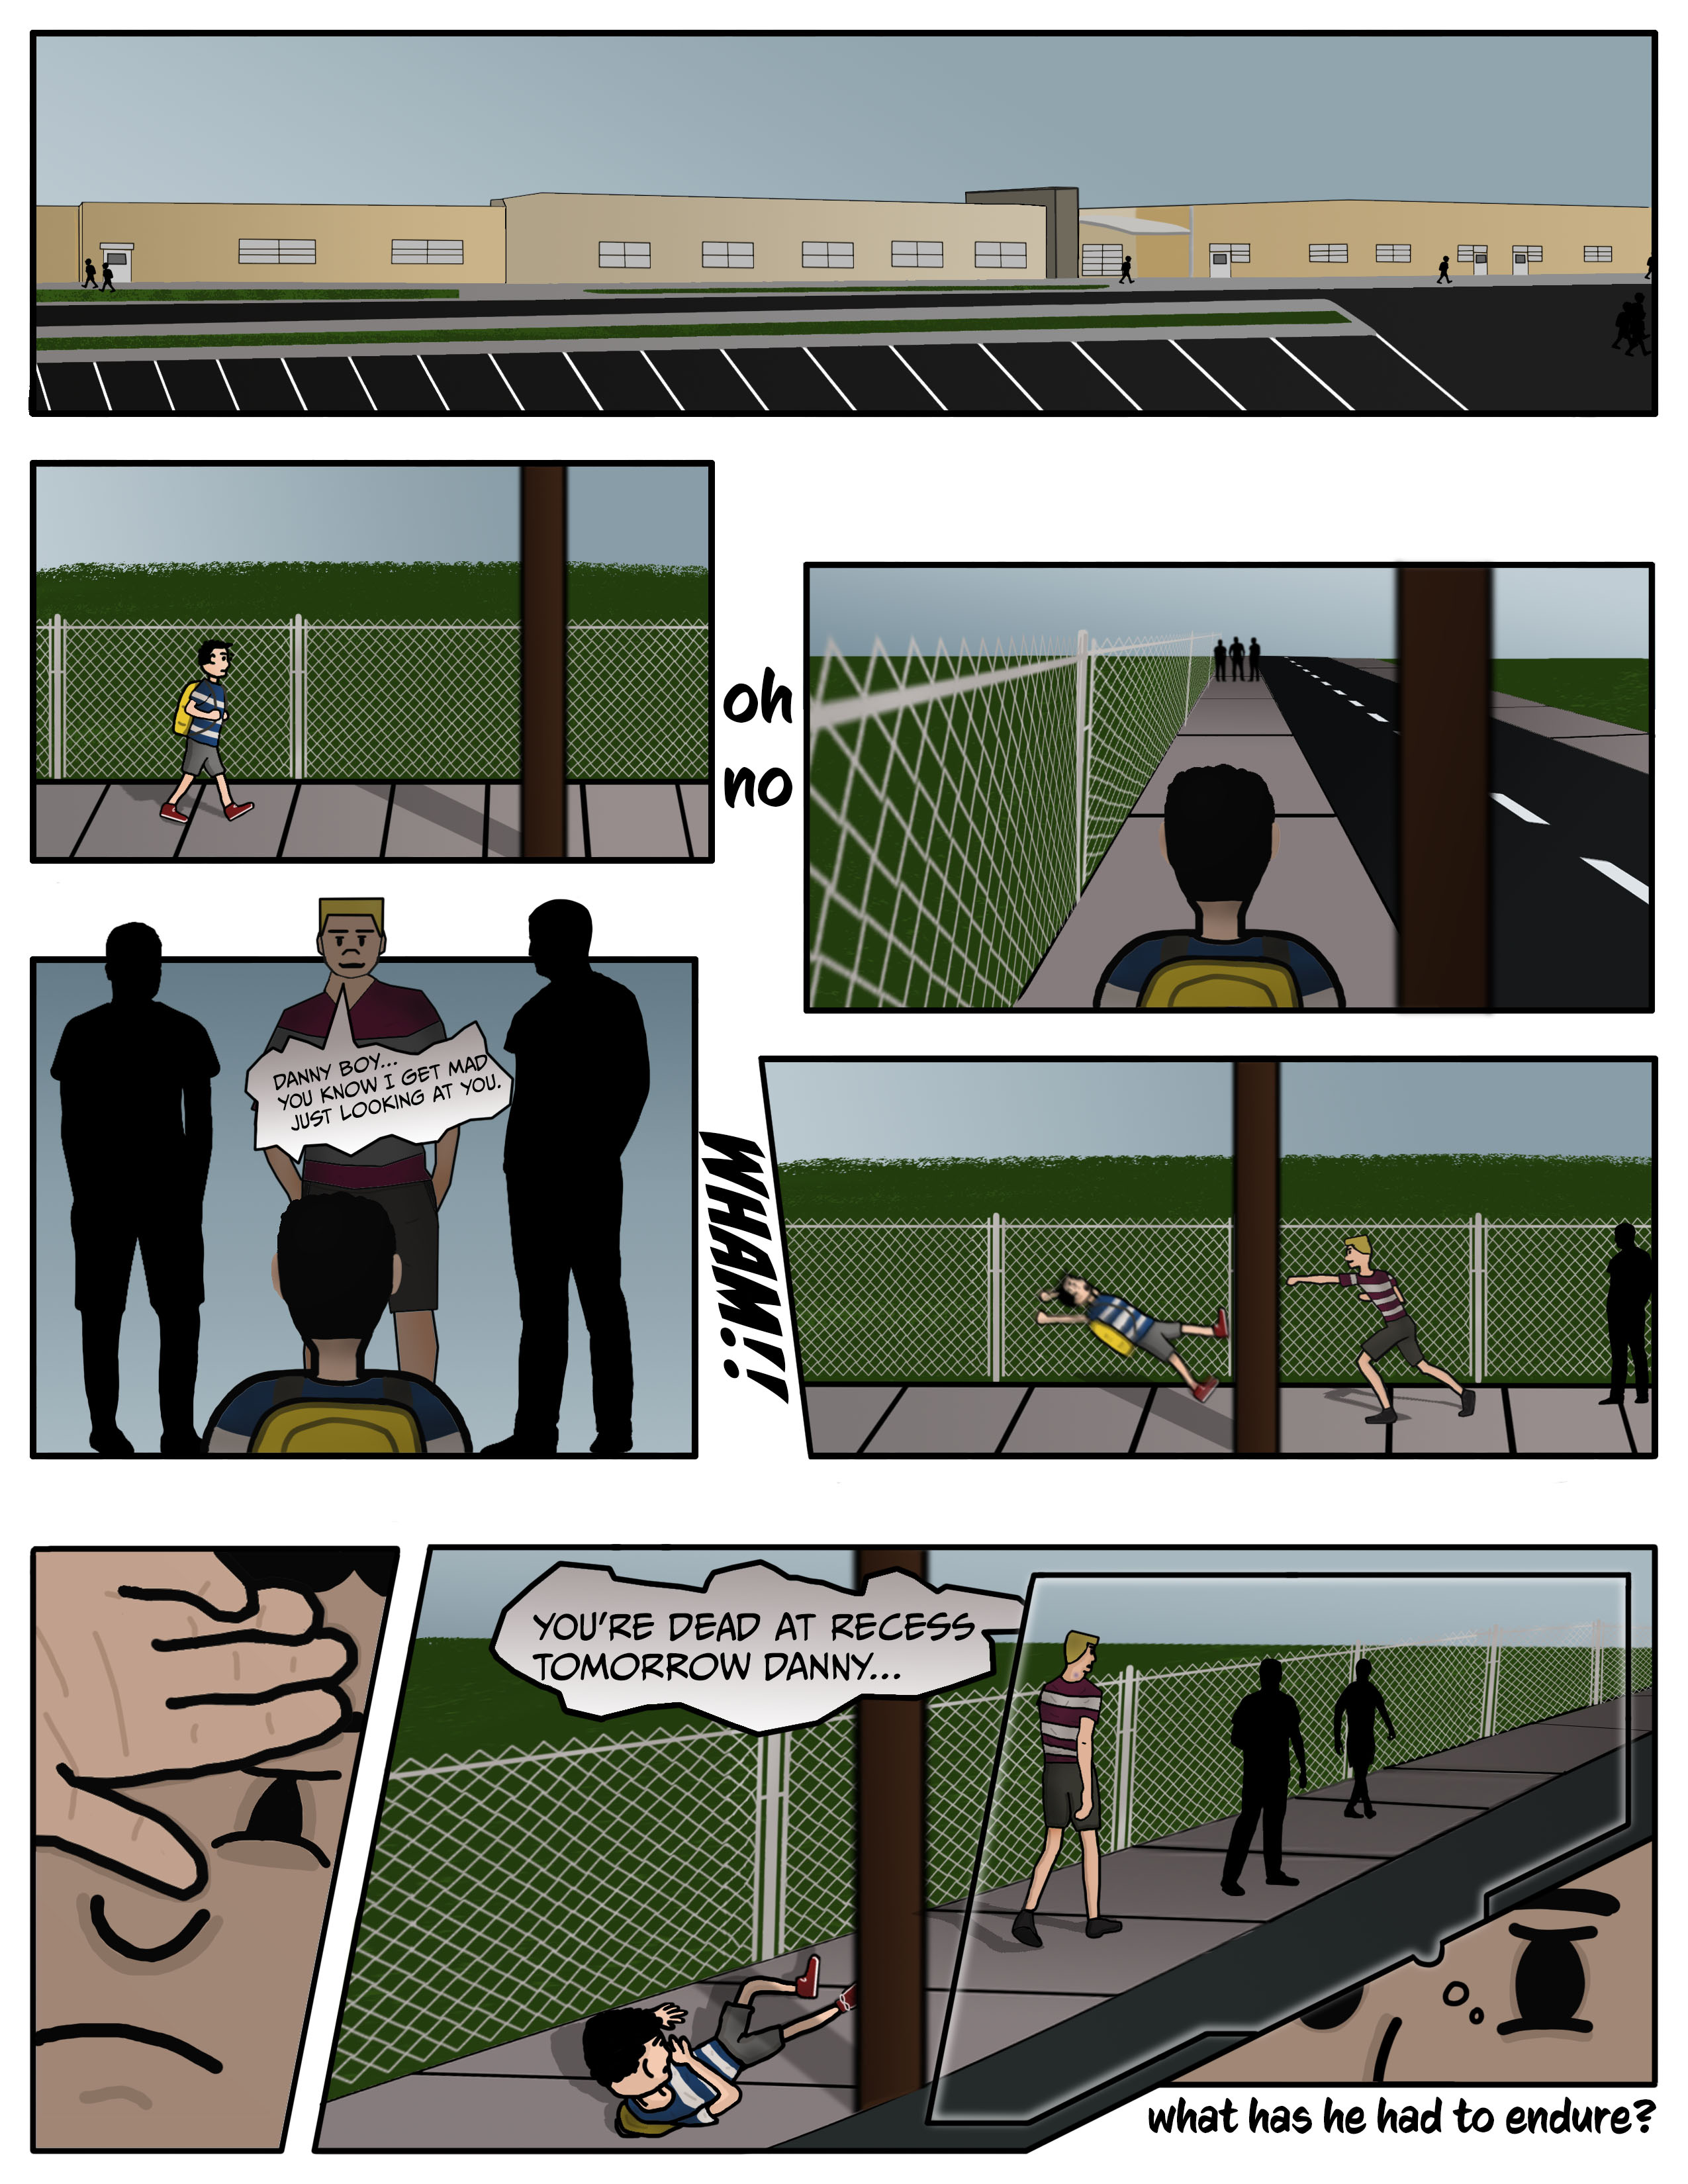 oh
no
DANNY BOY...
YOU KNOW I GET MAD
JUST LOOKING AT YOU.
WHAM!!
YOU'RE DEAD AT RECESS
TOMORROW DANNY...
what has he had to endure?